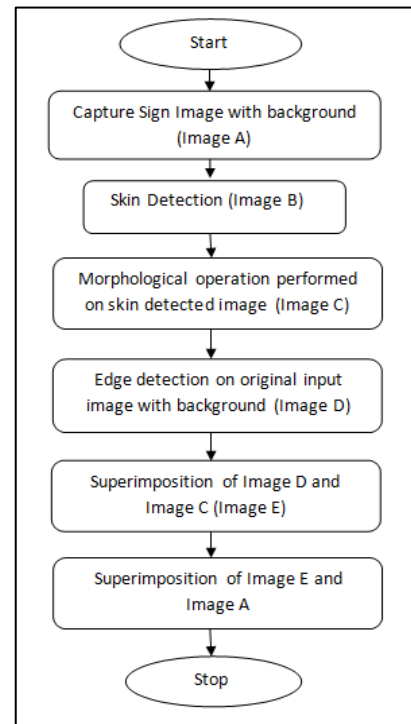 Start
Capture Sign Image with background
(Image A)
Skin Detection (Image B)
Morphological operation performed
on skin detected image (Image C)
Edge detection on original input
image with background (Image D)
Superimposition of Image D and
Image C (Image E)
Superimposition of Image E and
Image A
Stop